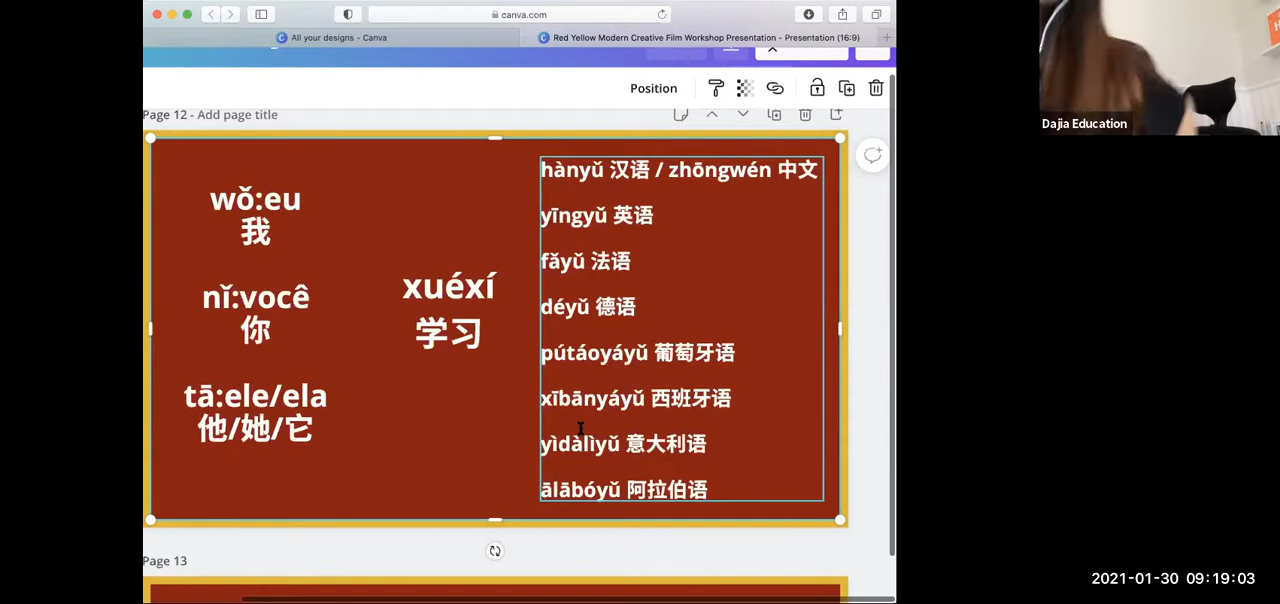 canva.com
All your designs - Canva
Red Yellow Modern Creative Film Workshop Presentation - Presentation (16:9)
Position
Page 12 - Add page title
wǒ:eu
我
nǐ:você
你
tā:ele/ela
他/她/它
xuéxí
学习
hànyǔ 汉语 / zhōngwén 中文
yīngyǔ 英语
fǎyǔ 法语
déyǔ 德语
pútáoyáyǔ 葡萄牙语
xībānyáyǔ 西班牙语
yìdàlìyǔ 意大利语
ālābóyǔ 阿拉伯语
Page 13
Dajia Education
2021-01-30 09:19:03